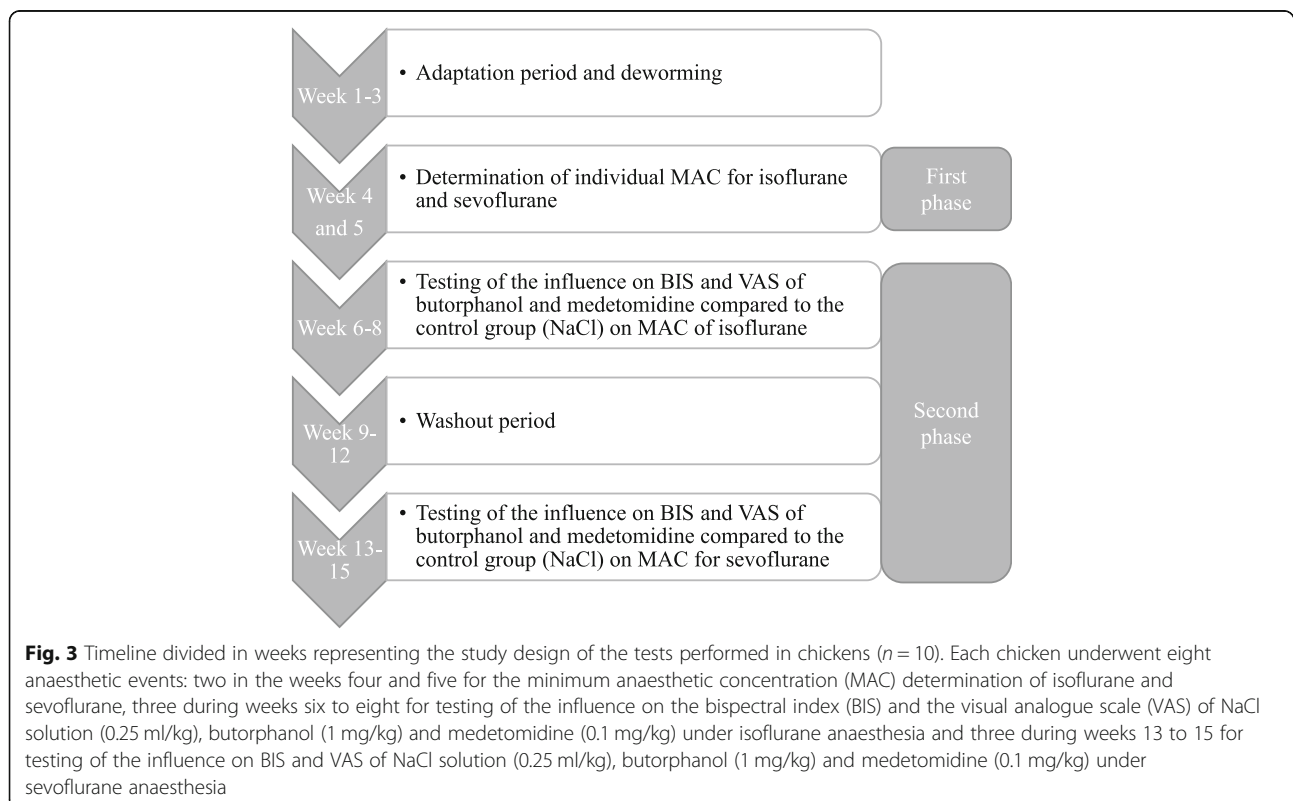 Week 1-3
• Adaptation period and deworming
Week 4
and 5
• Determination of individual MAC for isoflurane
and sevoflurane
First
phase
Week 6-8
• Testing of the influence on BIS and VAS of
butorphanol and medetomidine compared to the
control group (NaCl) on MAC of isoflurane
Week 9-
12
• Washout period
Second
phase
Week 13-
15
• Testing of the influence on BIS and VAS of
butorphanol and medetomidine compared to the
control group (NaCl) on MAC for sevoflurane
Fig. 3 Timeline divided in weeks representing the study design of the tests performed in chickens (n = 10). Each chicken underwent eight
anaesthetic events: two in the weeks four and five for the minimum anaesthetic concentration (MAC) determination of isoflurane and
sevoflurane, three during weeks six to eight for testing of the influence on the bispectral index (BIS) and the visual analogue scale (VAS) of NaCl
solution (0.25 ml/kg), butorphanol (1 mg/kg) and medetomidine (0.1 mg/kg) under isoflurane anaesthesia and three during weeks 13 to 15 for
testing of the influence on BIS and VAS of NaCl solution (0.25 ml/kg), butorphanol (1 mg/kg) and medetomidine (0.1 mg/kg) under
sevoflurane anaesthesia